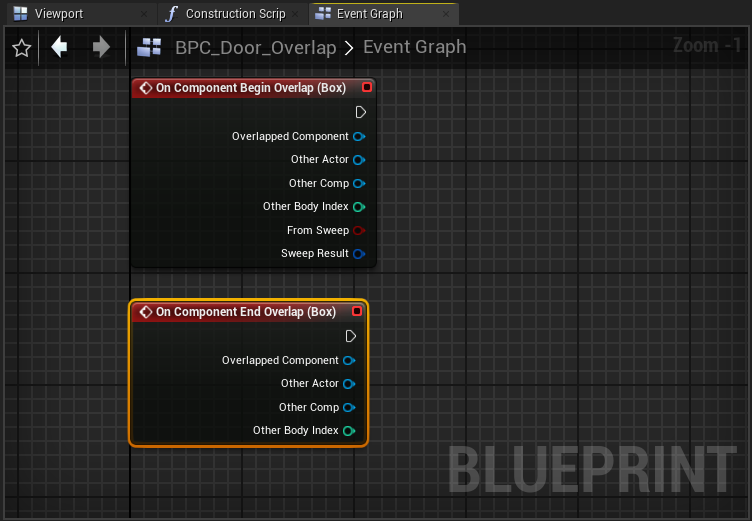 Viewport
Construction Scrip
Event Graph
BPC_Door_Overlap > Event Graph
Zoom -1
On Component Begin Overlap (Box)
Overlapped Component
Other Actor
Other Comp
Other Body Index
From Sweep
Sweep Result
On Component End Overlap (Box)
Overlapped Component
Other Actor
Other Comp
Other Body Index
BLUEPRINT